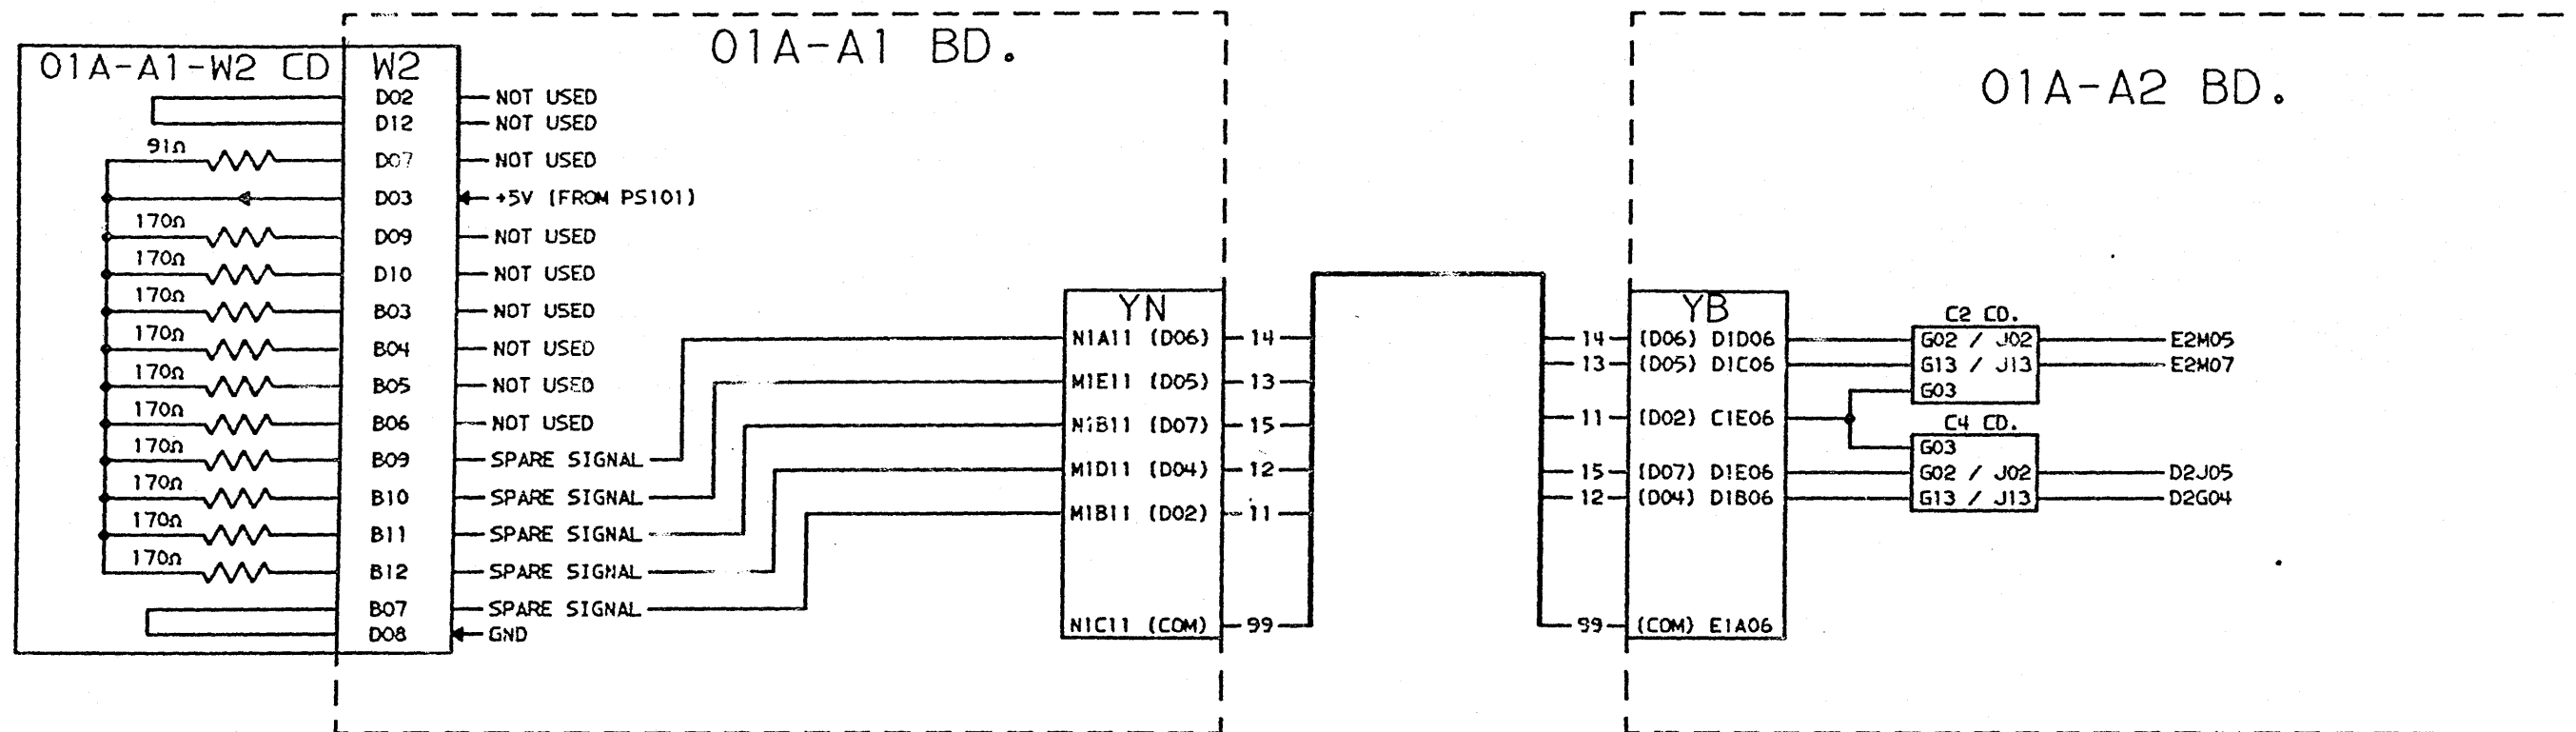 01A-A1 BD.
01A-A2 BD.
01A-A1-W2 CD W2
D02 NOT USED
D12 NOT USED
91Ω D07 NOT USED
D03 +5V (FROM PS101)
170Ω D09 NOT USED
170Ω D10 NOT USED
170Ω B03 NOT USED
170Ω B04 NOT USED
170Ω B05 NOT USED
170Ω B06 NOT USED
170Ω B09 SPARE SIGNAL
170Ω B10 SPARE SIGNAL
170Ω B11 SPARE SIGNAL
170Ω B12 SPARE SIGNAL
B07 SPARE SIGNAL
D08 GND
YN
N1A11 (D06) 14
M1E11 (D05) 13
N1B11 (D07) 15
M1D11 (D04) 12
M1B11 (D02) 11
N1C11 (COM) 99
YB
14 (D06) D1D06
13 (D05) D1C06
11 (D02) C1E06
15 (D07) D1E06
12 (D04) D1B06
99 (COM) E1A06
C2 CD.
G02 / J02 E2M05
G13 / J13 E2M07
G03
C4 CD.
G03
G02 / J02 D2J05
G13 / J13 D2G04